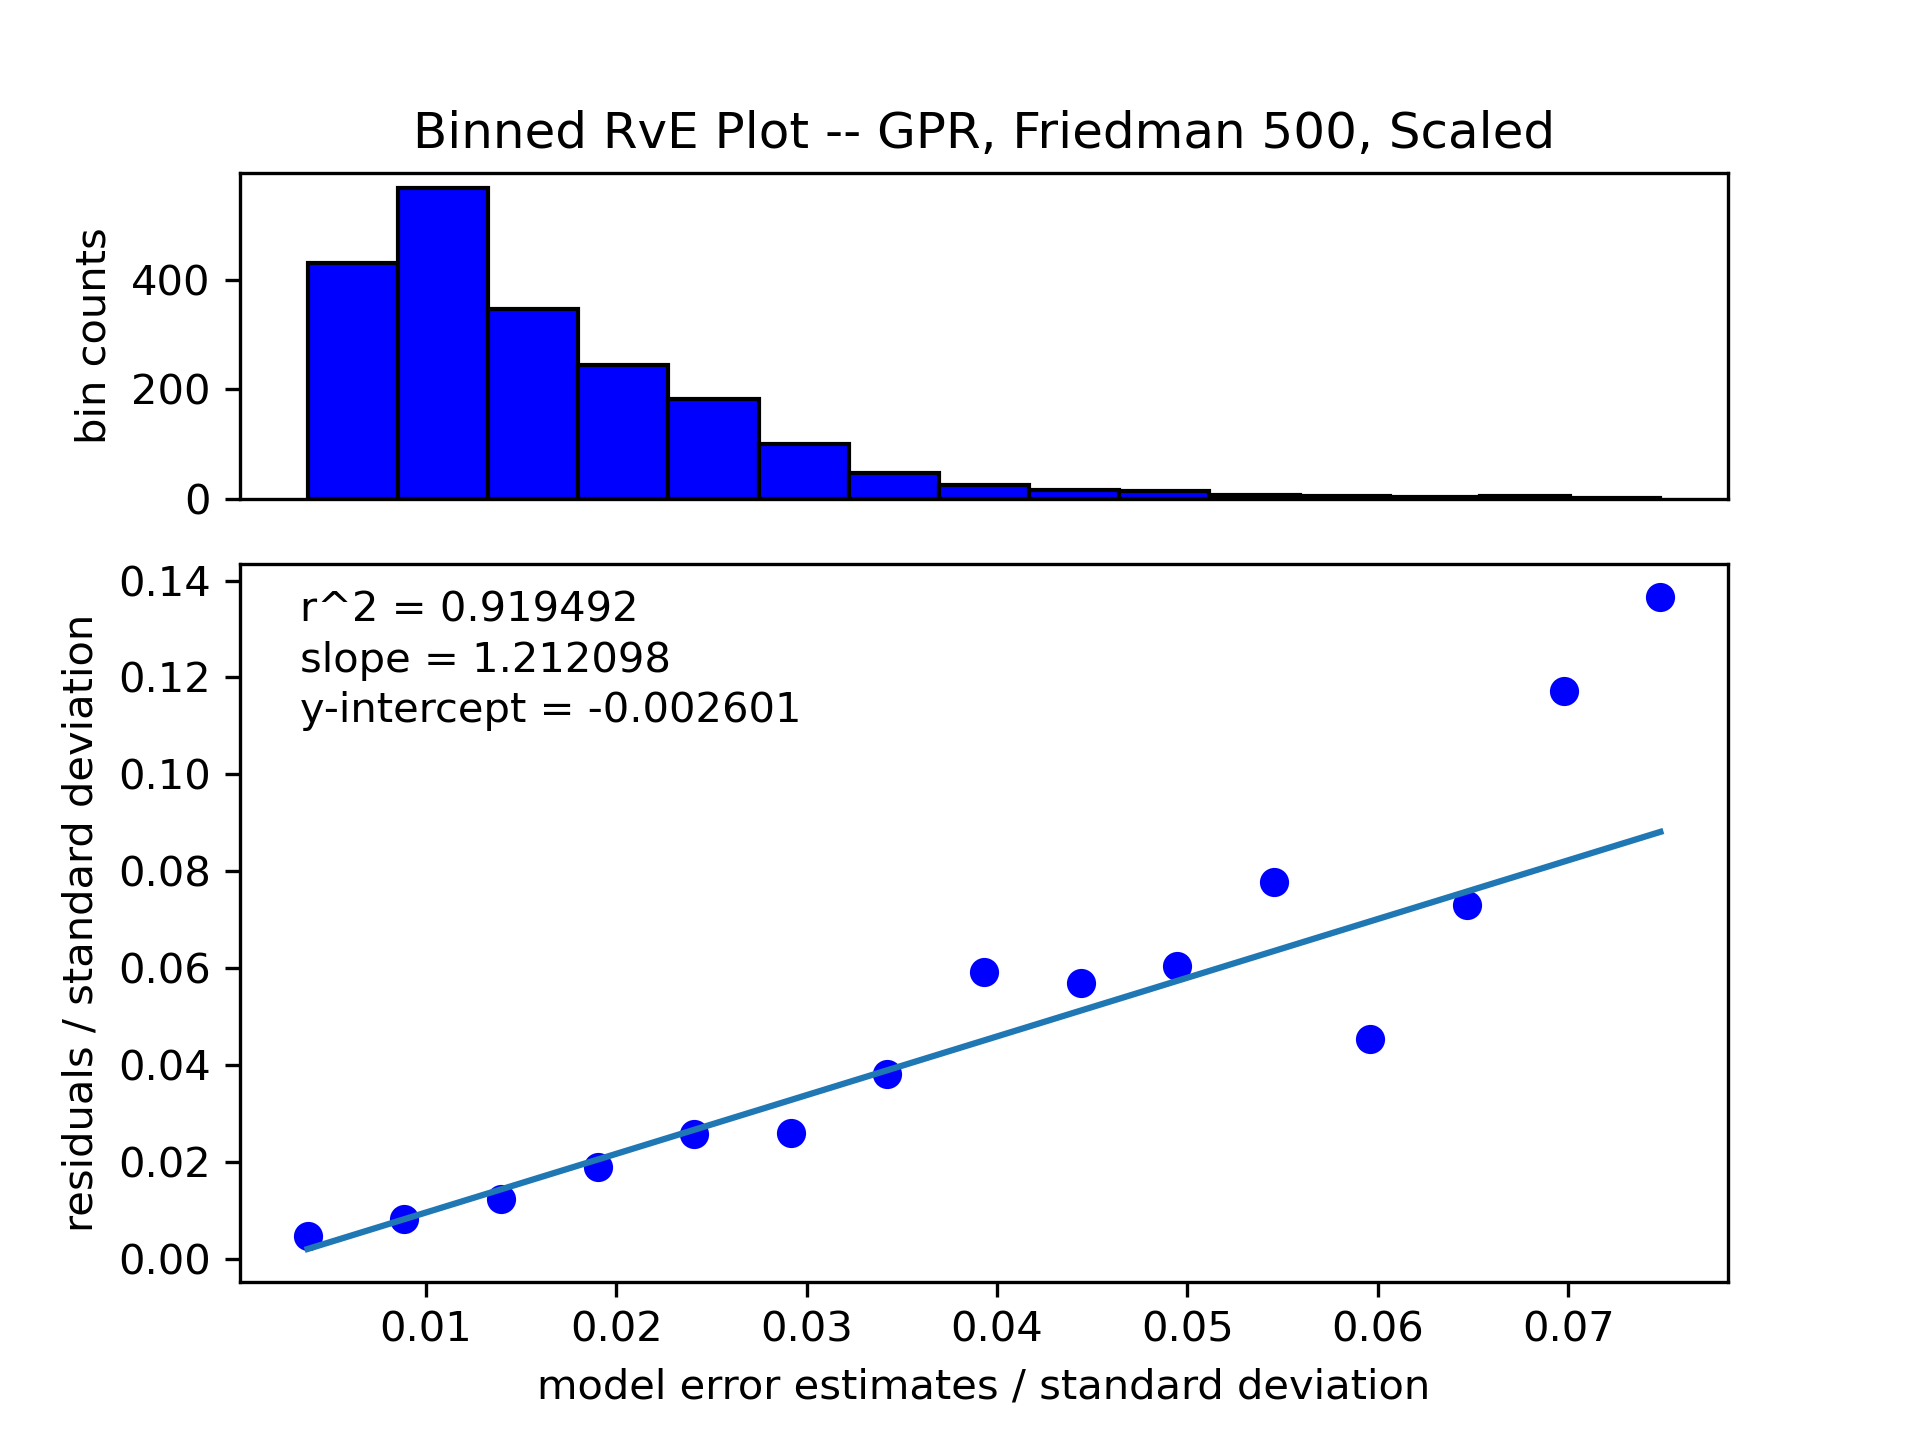 Binned RvE Plot -- GPR, Friedman 500, Scaled
bin counts
400
200
0
residuals / standard deviation
0.14
0.12
0.10
0.08
0.06
0.04
0.02
0.00
r^2 = 0.919492
slope = 1.212098
y-intercept = -0.002601
0.01 0.02 0.03 0.04 0.05 0.06 0.07
model error estimates / standard deviation